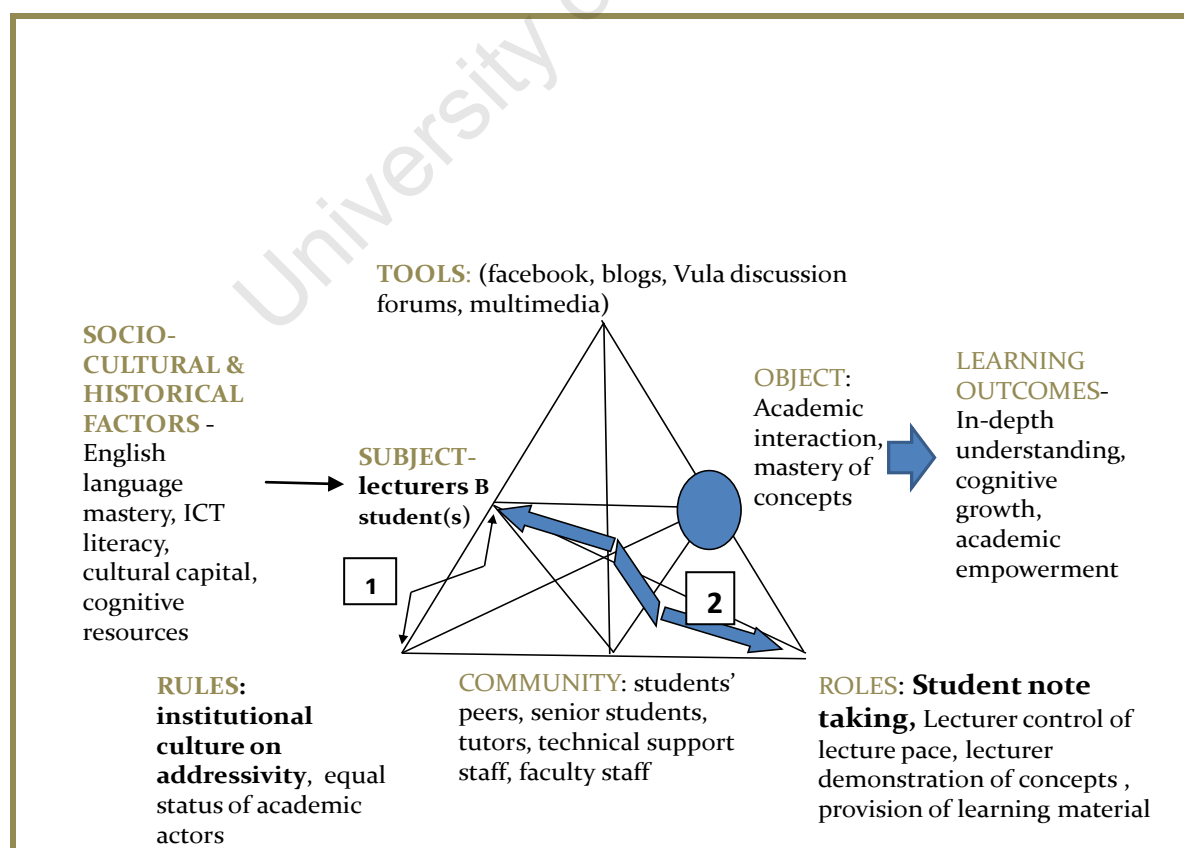 University o
TOOLS: (facebook, blogs, Vula discussion
forums, multimedia)
SOCIO-
CULTURAL &
HISTORICAL
FACTORS -
English
language
mastery, ICT
literacy,
cultural capital,
cognitive
resources
SUBJECT-
lecturers B
student(s)
OBJECT:
Academic
interaction,
mastery of
concepts
LEARNING
OUTCOMES-
In-depth
understanding,
cognitive
growth,
academic
empowerment
1
2
RULES:
institutional
culture on
addressivity, equal
status of academic
actors
COMMUNITY: students'
peers, senior students,
tutors, technical support
staff, faculty staff
ROLES: Student note
taking, Lecturer control of
lecture pace, lecturer
demonstration of concepts ,
provision of learning material